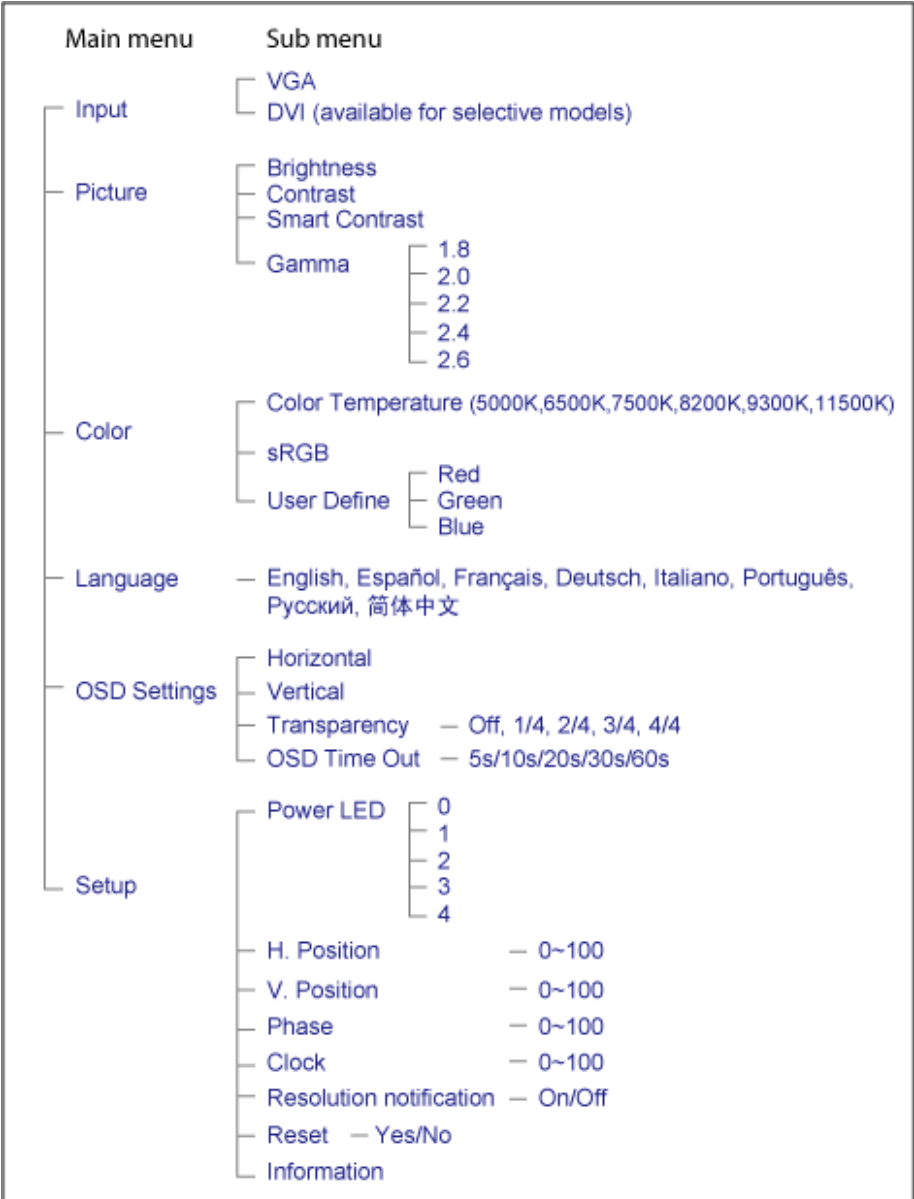 Main menu Sub menu
VGA
Input
DVI (available for selective models)
Brightness
Picture
Contrast
Smart Contrast
Gamma
1.8
2.0
2.2
2.4
2.6
Color Temperature (5000K,6500K,7500K,8200K,9300K,11500K)
Color
sRGB
User Define
Red
Green
Blue
Language — English, Español, Français, Deutsch, Italiano, Português,
Русский, 简体中文
Horizontal
OSD Settings
Vertical
Transparency — Off, 1/4, 2/4, 3/4, 4/4
OSD Time Out — 5s/10s/20s/30s/60s
Power LED
0
1
2
3
4
Setup
H. Position — 0~100
V. Position — 0~100
Phase — 0~100
Clock — 0~100
Resolution notification — On/Off
Reset — Yes/No
Information